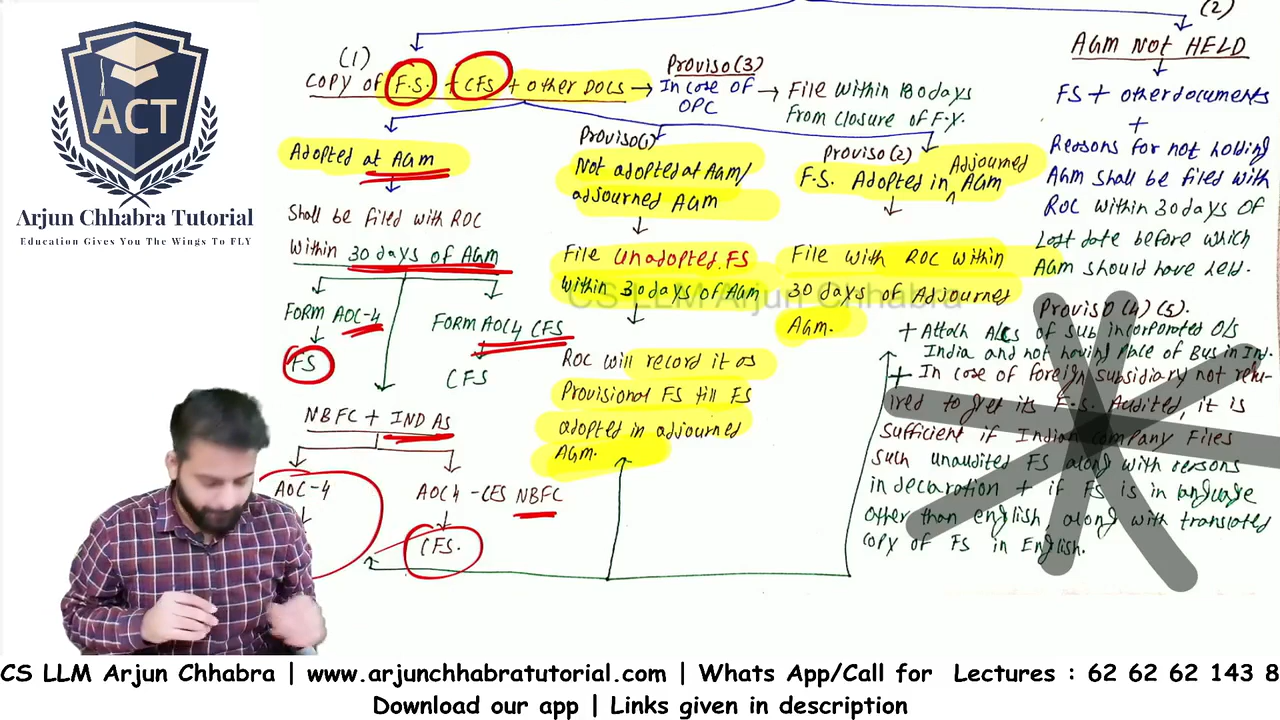 (2)
AGM NOT HELD
FS + other documents
+
Reasons for not holding
AGM shall be filed with
ROC within 30 days of
Last date before which
AGM should have held.
(1)
COPY OF F.S. + CFS + other DOCS
Proviso(3)
In case of
OPC
File within 180 days
From closure of F.Y.
Adopted at AGM
Shall be filed with ROC
within 30 days of AGM
FORM AOC-4
FS
FORM AOC4 CFS
CFS
NBFC + IND AS
AOC-4
AOC4 -CFS NBFC
CFS.
Proviso(1)
Not adopted at AGM/
adjourned AGM
File unadopted FS
within 30 days of AGM
ROC will record it as
Provisional FS till FS
adopted in adjourned
AGM.
Proviso(2)
Adjourned
F.S. Adopted in ^ AGM
File with ROC within
30 days of Adjourned
AGM.
Proviso (4) (5).
+ Attach A/cs of sub incorporated O/s
India and not having Place of Bus in Ind.
+ In case of foreign subsidiary not requ-
ired to get its F.S. Audited, it is
sufficient if Indian company Files
such unaudited FS along with reasons
in declaration + if FS is in language
other than english, along with translated
copy of FS in English.
CS LLM Arjun Chhabra
ACT
Arjun Chhabra Tutorial
Education Gives You The Wings To FLY
CS LLM Arjun Chhabra | www.arjunchhabratutorial.com | Whats App/Call for Lectures : 62 62 62 143 8
Download our app | Links given in description